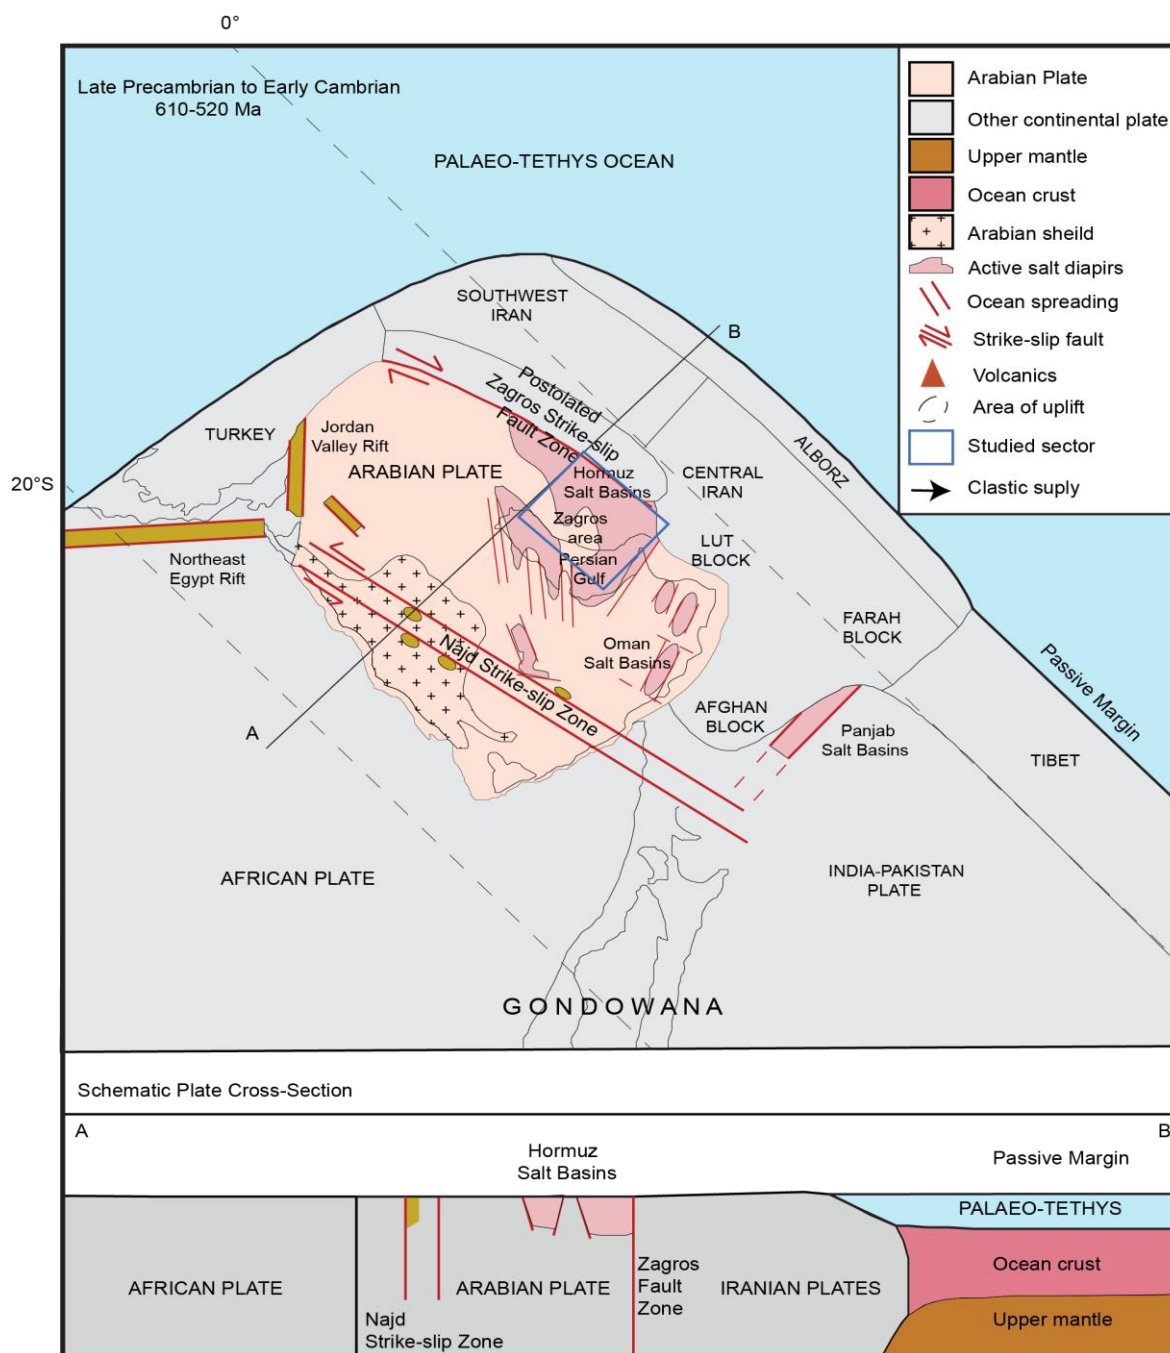 0°
Late Precambrian to Early Cambrian
610-520 Ma
PALAEO-TETHYS OCEAN
SOUTHWEST
IRAN
B
Postolated
Zagros Strike-slip
Fault Zone
TURKEY
Jordan
Valley Rift
ARABIAN PLATE
20°S
Northeast
Egypt Rift
Hormuz
Salt Basins
Zagros
area
Persian
Gulf
CENTRAL
IRAN
LUT
BLOCK
ALBORZ
FARAH
BLOCK
Passive Margin
Oman
Salt Basins
Najd Strike-slip Zone
A
AFGHAN
BLOCK
Panjab
Salt Basins
TIBET
AFRICAN PLATE
INDIA-PAKISTAN
PLATE
GONDOWANA
Arabian Plate
Other continental plate
Upper mantle
Ocean crust
Arabian sheild
Active salt diapirs
Ocean spreading
Strike-slip fault
Volcanics
Area of uplift
Studied sector
Clastic suply
Schematic Plate Cross-Section
A
B
Hormuz
Salt Basins
Passive Margin
PALAEO-TETHYS
AFRICAN PLATE
Najd
Strike-slip Zone
ARABIAN PLATE
Zagros
Fault
Zone
IRANIAN PLATES
Ocean crust
Upper mantle